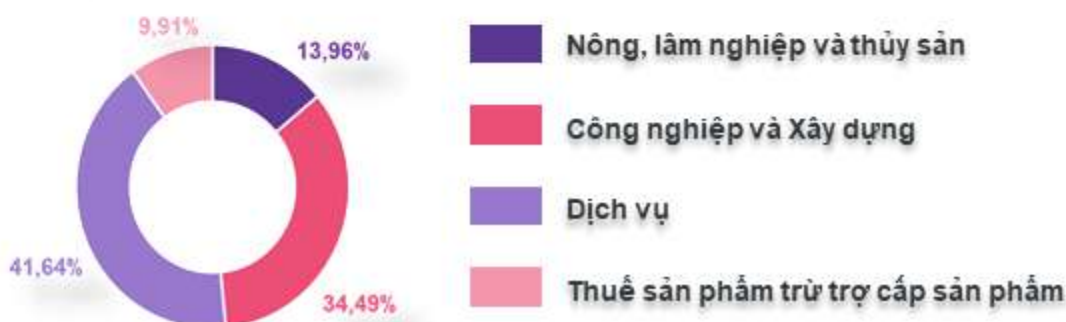 9,91%
13,96%
41,64%
34,49%
Nông, lâm nghiệp và thủy sản
Công nghiệp và Xây dựng
Dịch vụ
Thuế sản phẩm trừ trợ cấp sản phẩm